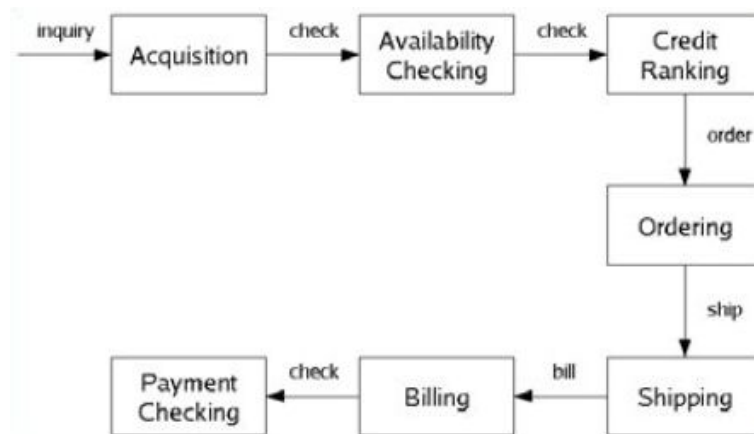 inquiry
Acquisition
check
Availability
Checking
check
Credit
Ranking
order
Ordering
ship
Shipping
bill
Billing
check
Payment
Checking